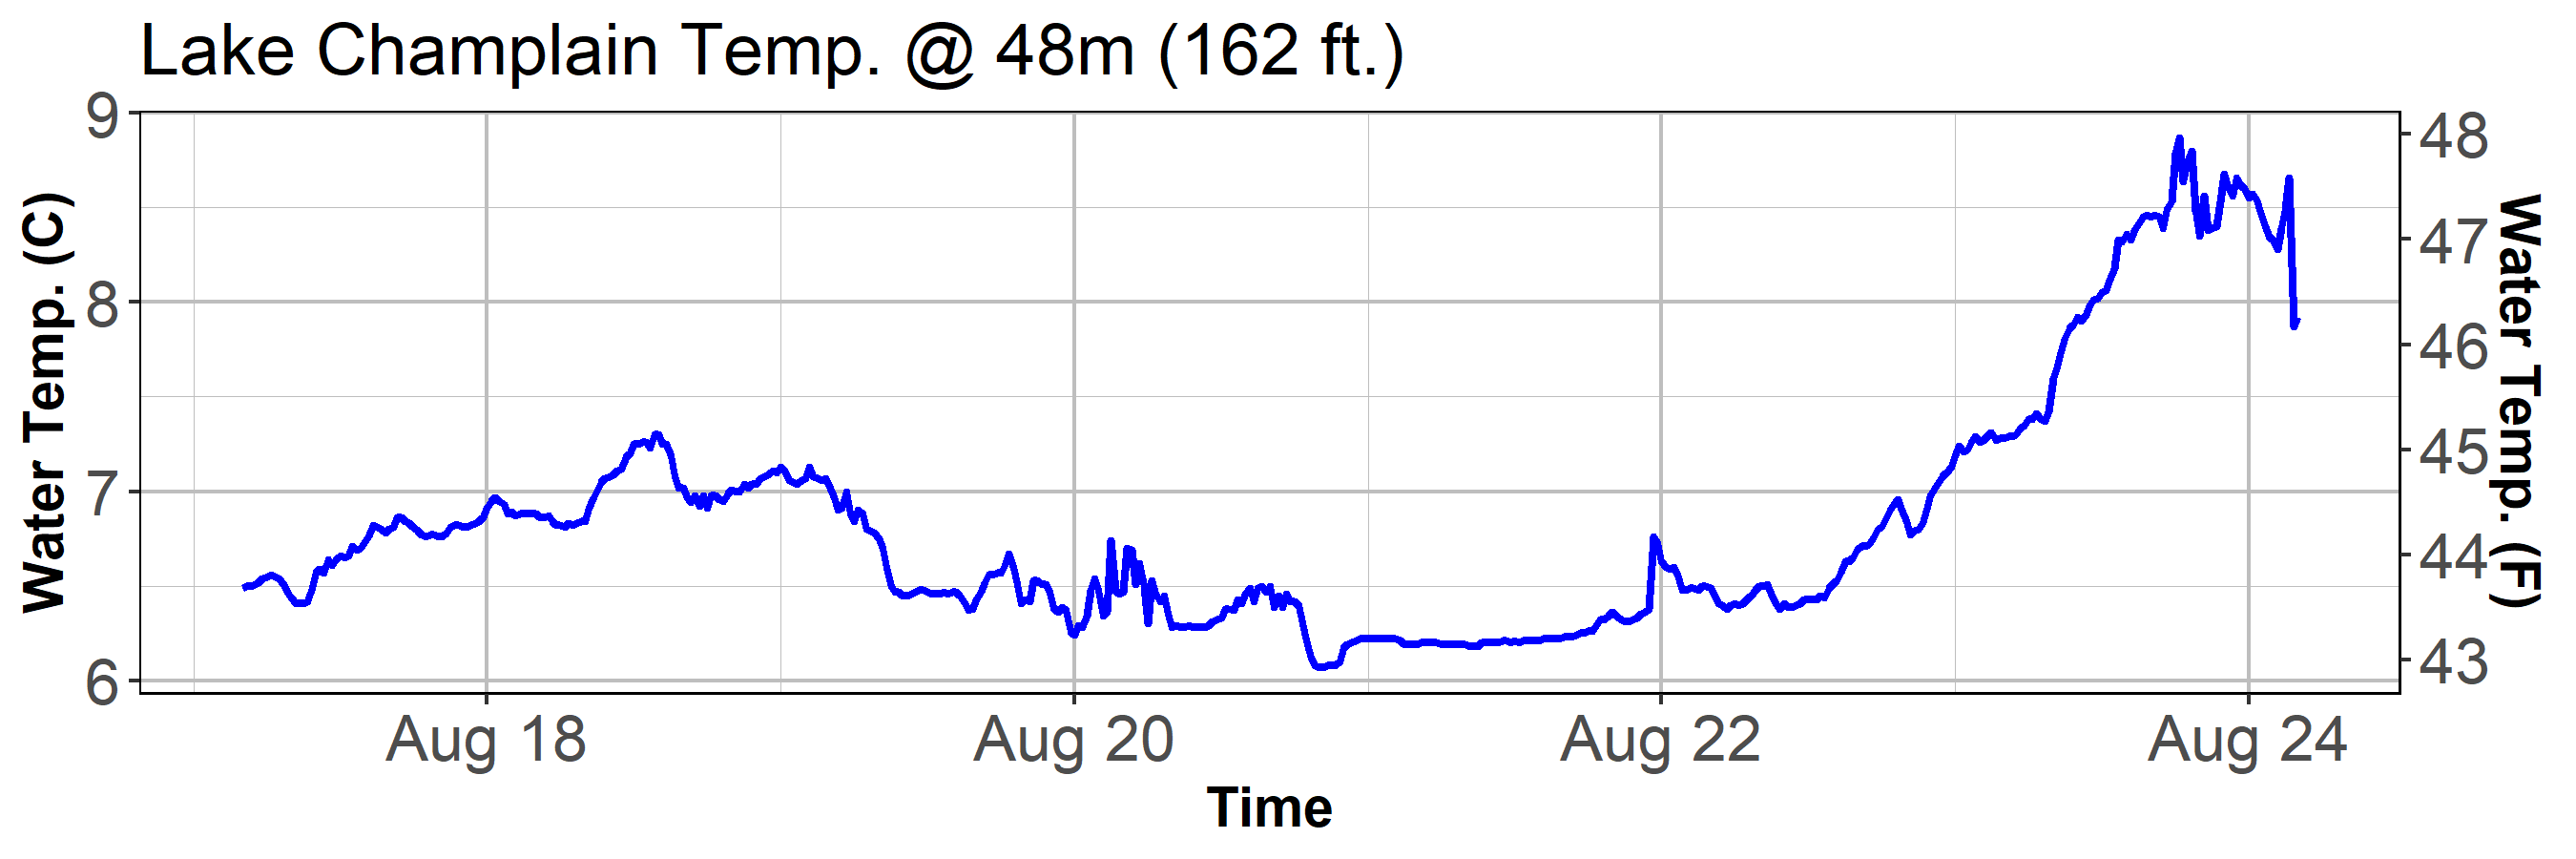 Lake Champlain Temp. @ 48m (162 ft.)
Water Temp. (C)
9
8
7
6
48
47
46
45
44
43
Water Temp. (F)
Aug 18 Aug 20 Aug 22 Aug 24
Time